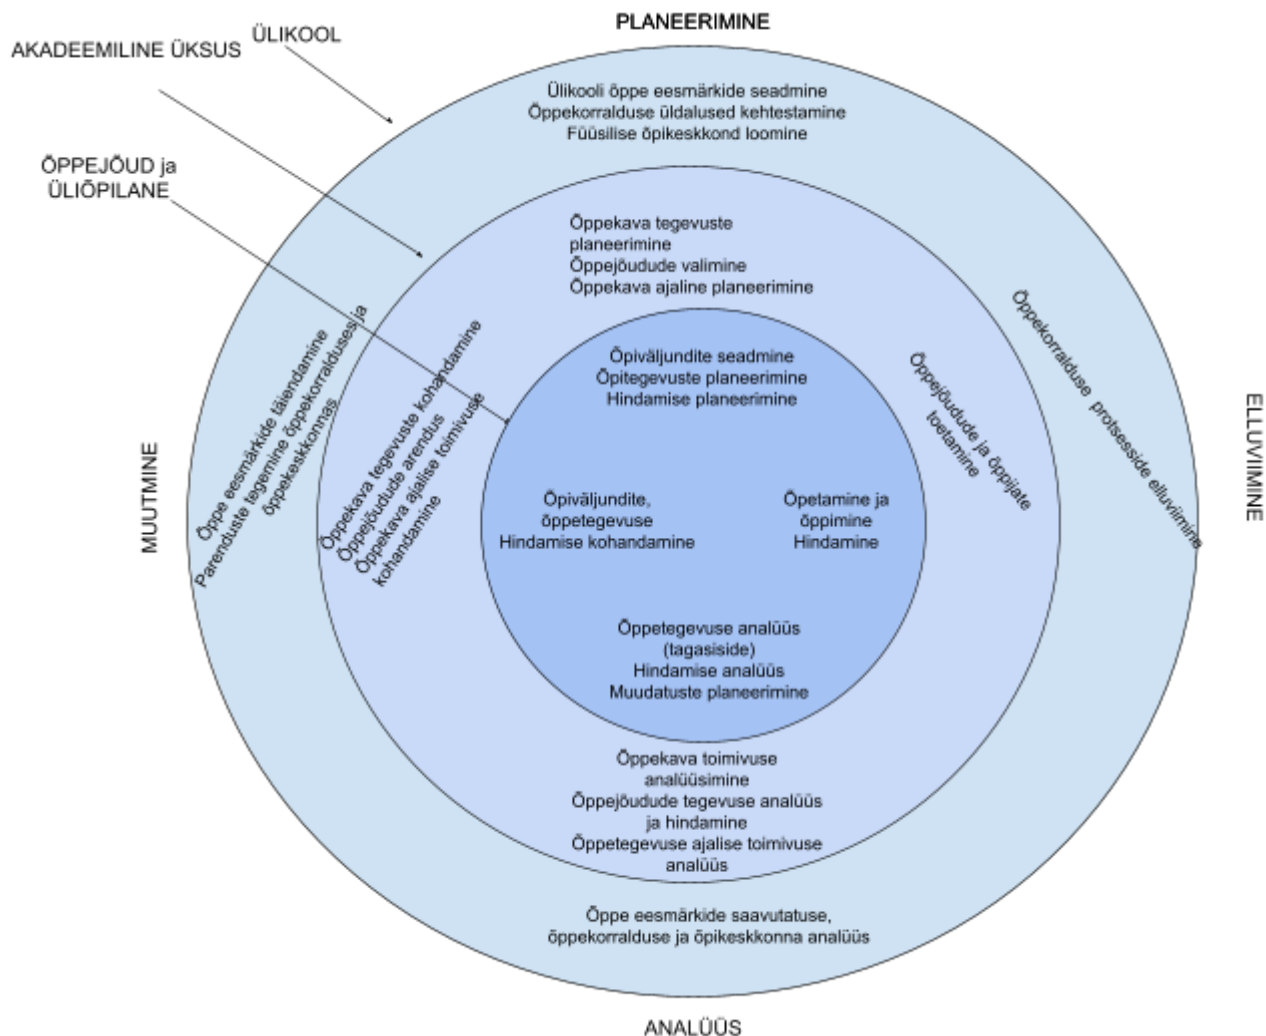 PLANEERIMINE
ÜLIKOOL
AKADEEMILINE ÜKSUS
ÕPPEJÕUD ja
ÜLIÕPILANE
Ülikooli õppe eesmärkide seadmine
Õppekorralduse üldalused kehtestamine
Füüsilise õpikeskkond loomine
Õppekava tegevuste
planeerimine
Õppejõudude valimine
Õppekava ajaline planeerimine
Õpiväljundite seadmine
Õpitegevuste planeerimine
Hindamise planeerimine
MUUTMINE
Õppe eesmärkide täiendamine
Parenduste tegemine õppekorralduses ja
õppekeskkonnas
Õppekava tegevuste kohandamine
Õppejõudude arendus
Õppekava ajalise toimivuse
kohandamine
Õpiväljundite,
õppetegevuse
Hindamise kohandamine
Õpetamine ja
õppimine
Hindamine
Õppejõudude ja õppijate
toetamine
Õppekorralduse protsesside elluviimine
ELLUVIIMINE
Õppetegevuse analüüs
(tagasiside)
Hindamise analüüs
Muudatuste planeerimine
Õppekava toimivuse
analüüsimine
Õppejõudude tegevuse analüüs
ja hindamine
Õppetegevuse ajalise toimivuse
analüüs
Õppe eesmärkide saavutatuse,
õppekorralduse ja õpikeskkonna analüüs
ANALÜÜS